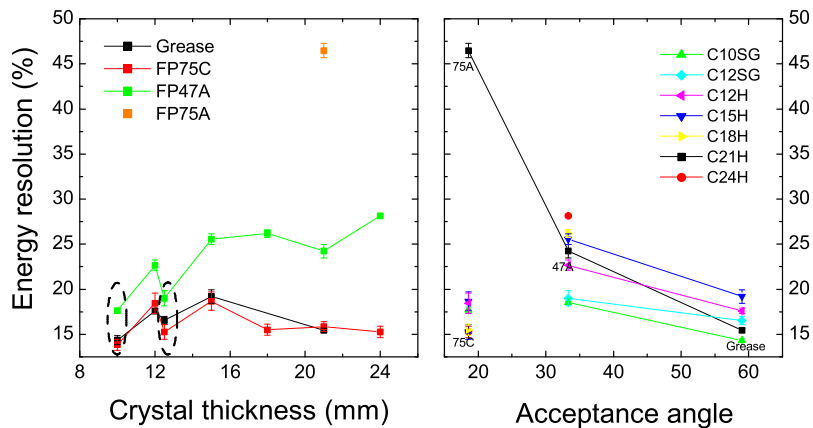 Energy resolution (%)
50
45
40
35
30
25
20
15
8
12
16
20
24
Crystal thickness (mm)
Grease
FP75C
FP47A
FP75A
75A
47A
75C
Grease
C10SG
C12SG
C12H
C15H
C18H
C21H
C24H
20
30
40
50
60
Acceptance angle
50
45
40
35
30
25
20
15